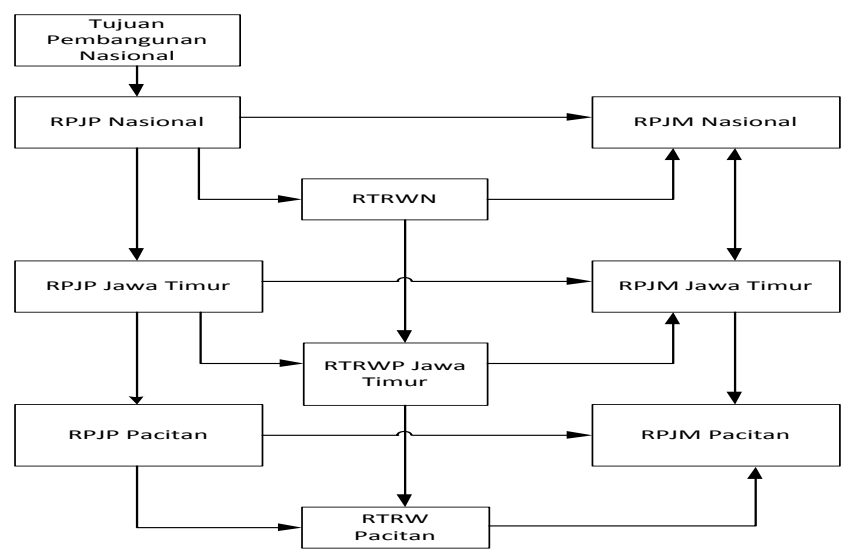 Tujuan
Pembangunan
Nasional
RPJP Nasional
RPJM Nasional
RTRWN
RPJP Jawa Timur
RPJM Jawa Timur
RTRWP Jawa
Timur
RPJP Pacitan
RPJM Pacitan
RTRW
Pacitan